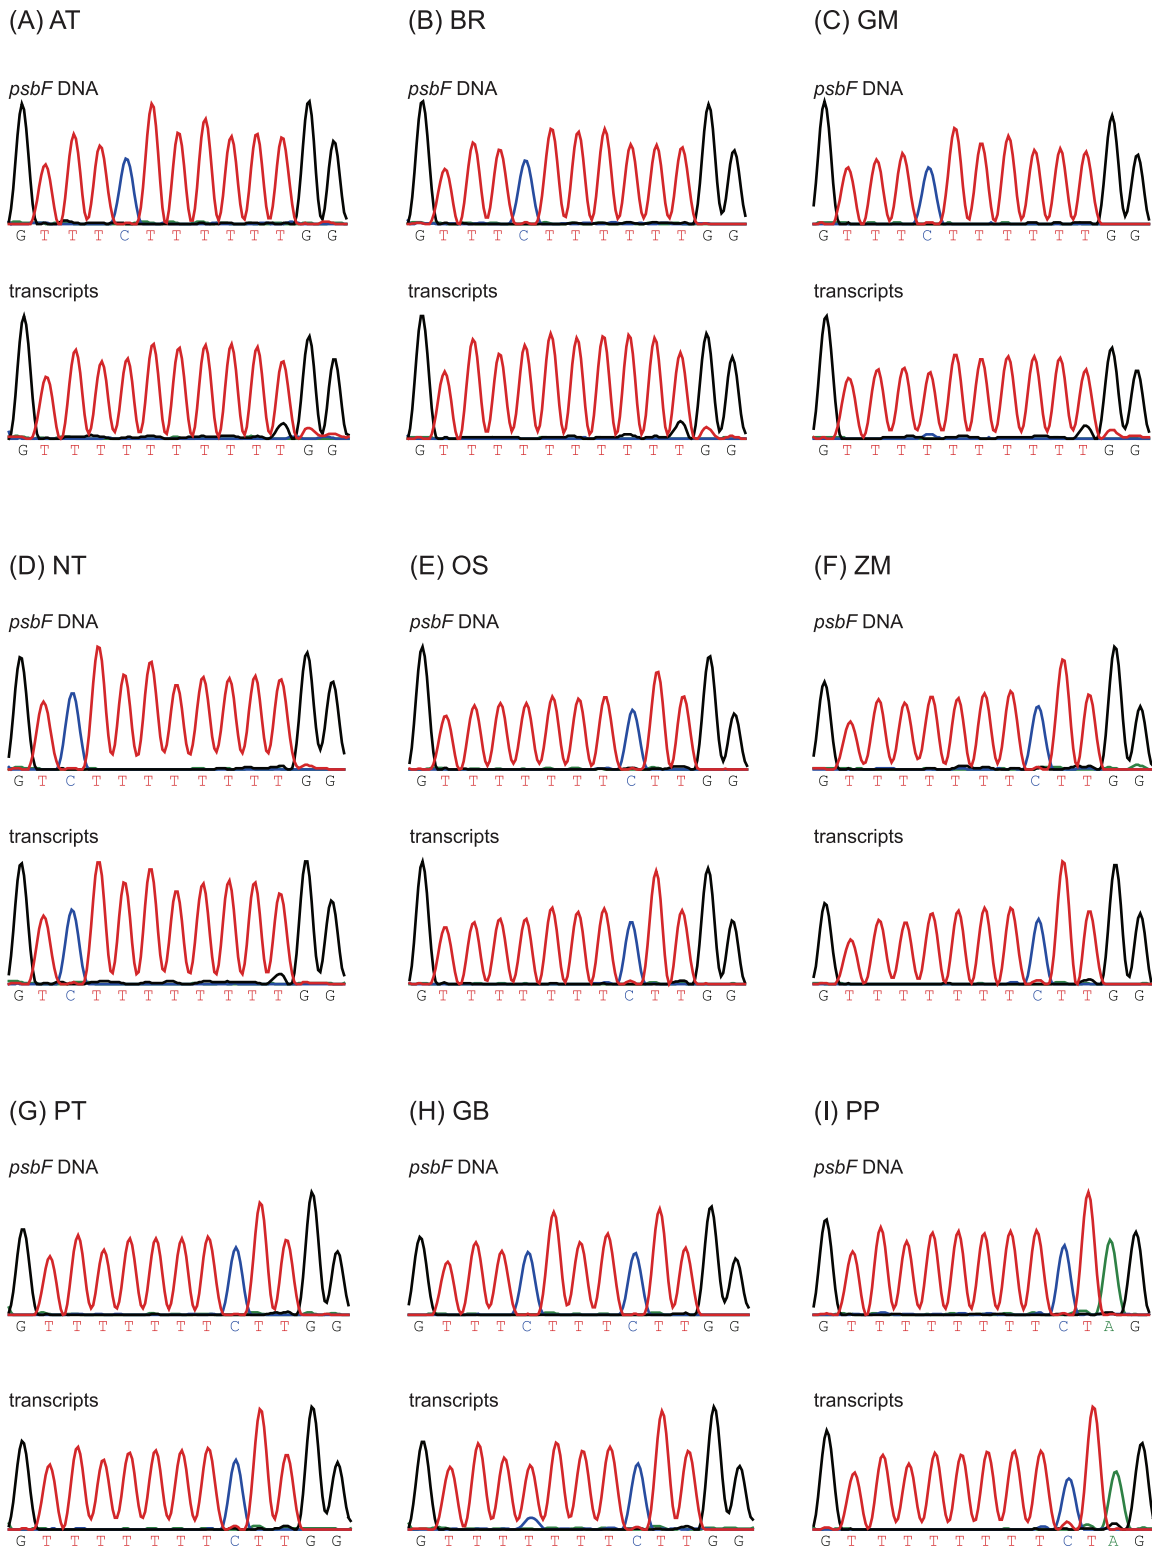 (A) AT
(B) BR
(C) GM
psbF DNA
psbF DNA
psbF DNA
G T T T C T T T T T T G G
G T T T C T T T T T T G G
G T T T C T T T T T T G G
transcripts
transcripts
transcripts
G T T T T T T T T T T G G
G T T T T T T T T T T G G
G T T T T T T T T T T G G
(D) NT
(E) OS
(F) ZM
psbF DNA
psbF DNA
psbF DNA
G T C T T T T T T T T G G
G T T T T T T T C T T G G
G T T T T T T T C T T G G
transcripts
transcripts
transcripts
G T C T T T T T T T T G G
G T T T T T T T C T T G G
G T T T T T T T C T T G G
(G) PT
(H) GB
(I) PP
psbF DNA
psbF DNA
psbF DNA
G T T T T T T T C T T G G
G T T T C T T T C T T G G
G T T T T T T T T C T A G
transcripts
transcripts
transcripts
G T T T T T T T C T T G G
G T T T T T T T C T T G G
G T T T T T T T T C T A G